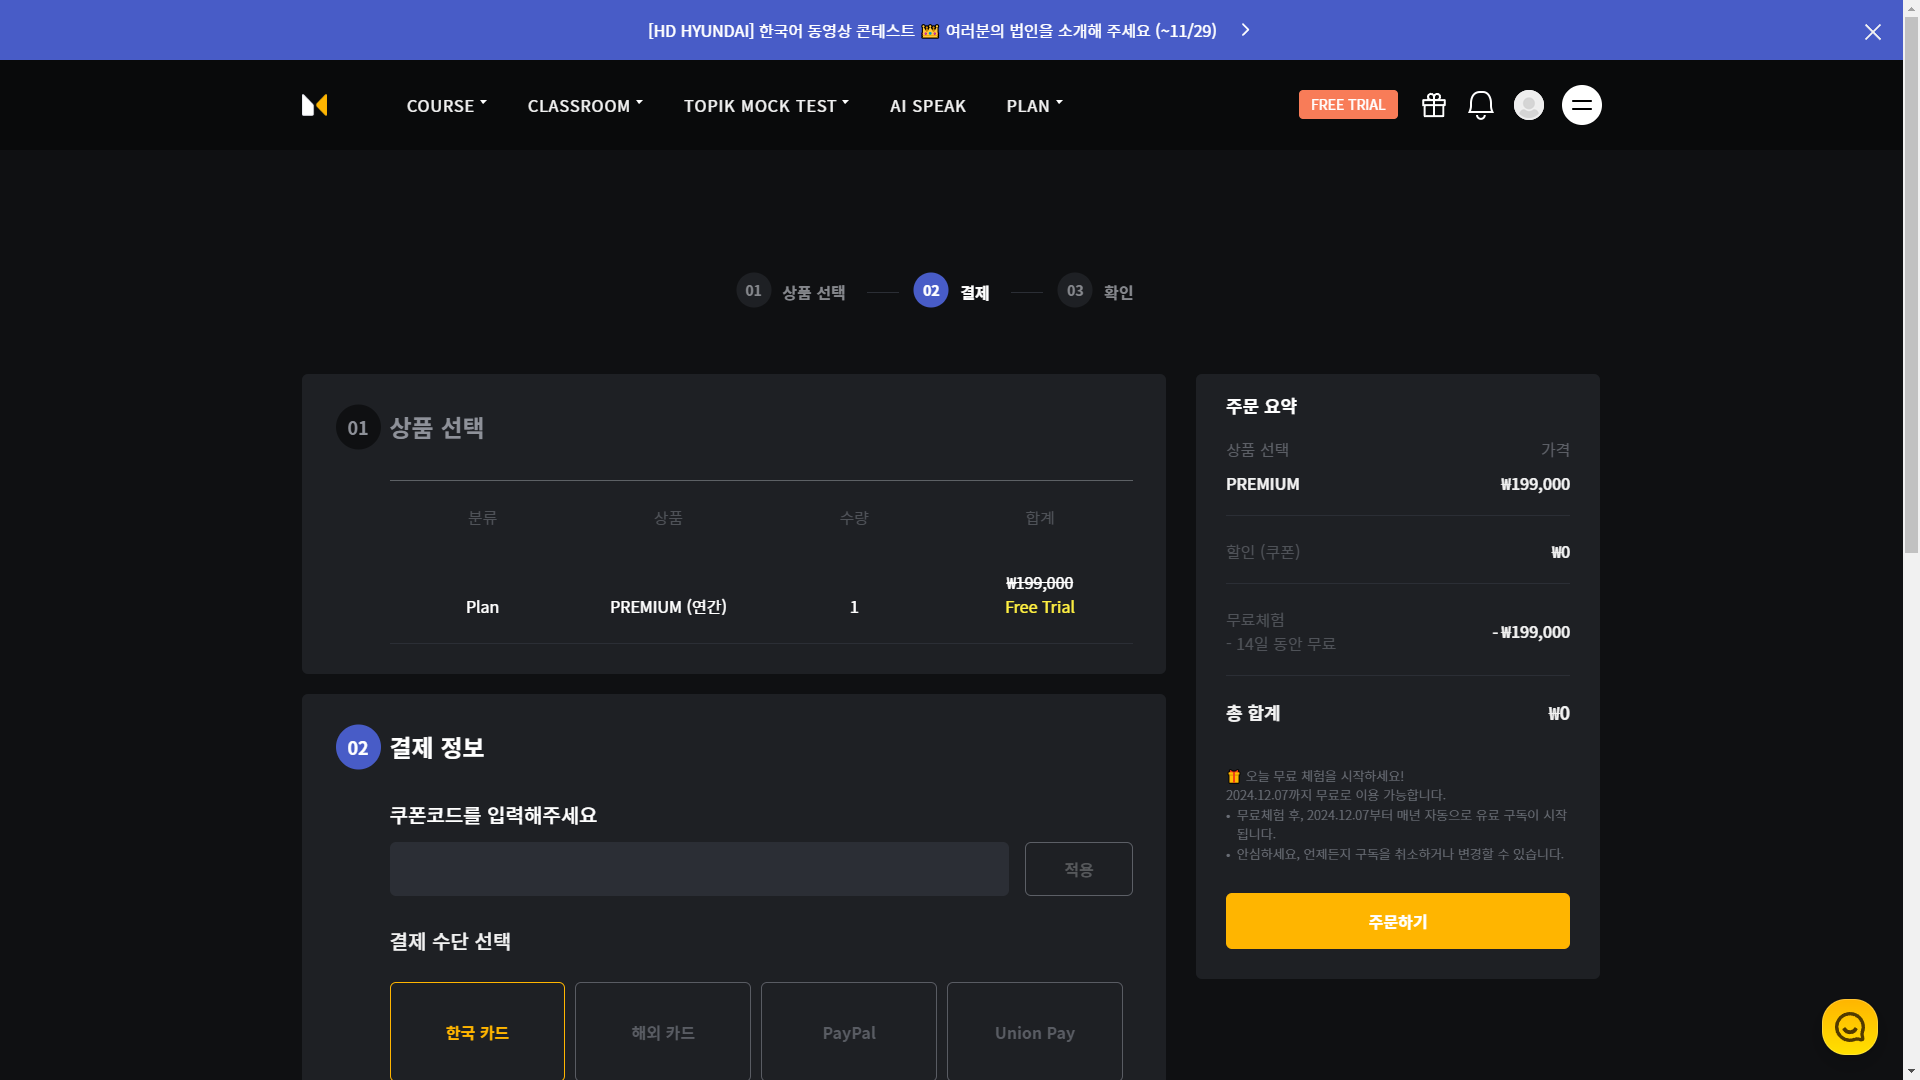 [HD HYUNDAI] 한국어 동영상 콘테스트 👑 여러분의 법인을 소개해 주세요 (~11/29)
COURSE CLASSROOM TOPIK MOCK TEST AI SPEAK PLAN FREE TRIAL
01 상품 선택 02 결제 03 확인
01 상품 선택
분류 상품 수량 합계
₩199,000
Plan PREMIUM (연간) 1 Free Trial
02 결제 정보
쿠폰코드를 입력해주세요
적용
결제 수단 선택
한국 카드 해외 카드 PayPal Union Pay
주문 요약
상품 선택 가격
PREMIUM ₩199,000
할인 (쿠폰) ₩0
무료체험
- 14일 동안 무료 - ₩199,000
총 합계 ₩0
🎁 오늘 무료 체험을 시작하세요!
2024.12.07까지 무료로 이용 가능합니다.
• 무료체험 후, 2024.12.07부터 매년 자동으로 유료 구독이 시작
됩니다.
• 안심하세요, 언제든지 구독을 취소하거나 변경할 수 있습니다.
주문하기